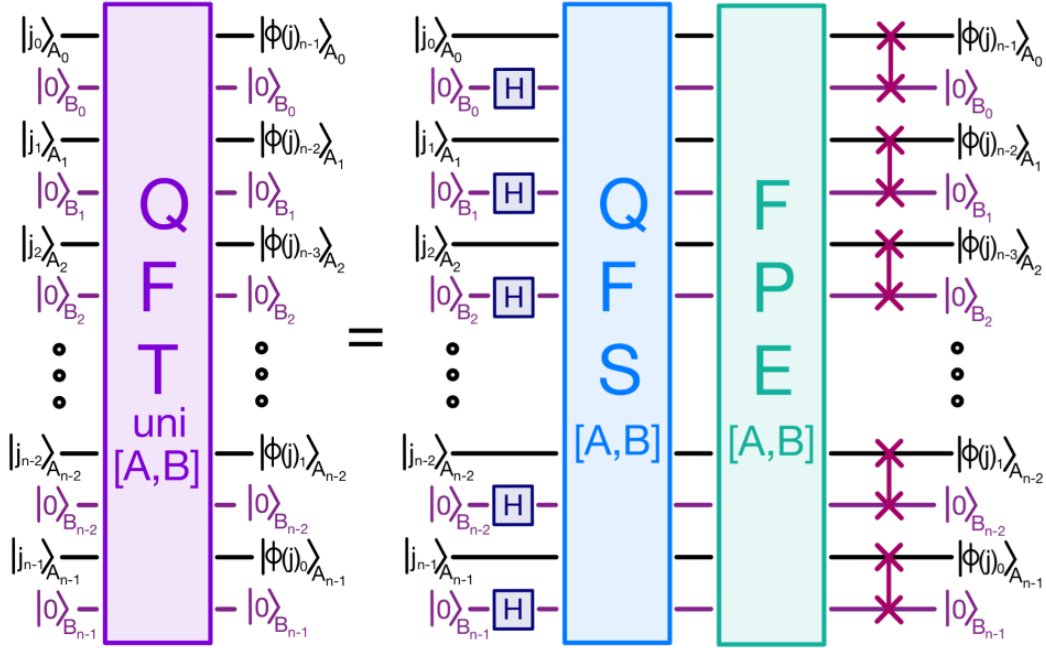 |j₀⟩A₀ |ϕ(j)ₙ₋₁⟩A₀ |j₀⟩A₀ |ϕ(j)ₙ₋₁⟩A₀
|0⟩B₀ |0⟩B₀ |0⟩B₀ H |0⟩B₀
|j₁⟩A₁ |ϕ(j)ₙ₋₂⟩A₁ |j₁⟩A₁ |ϕ(j)ₙ₋₂⟩A₁
|0⟩B₁ Q |0⟩B₁ |0⟩B₁ H Q F |0⟩B₁
|j₂⟩A₂ |ϕ(j)ₙ₋₃⟩A₂ |j₂⟩A₂ |ϕ(j)ₙ₋₃⟩A₂
|0⟩B₂ F |0⟩B₂ |0⟩B₂ H F P |0⟩B₂
=
T S E
uni
|jₙ₋₂⟩Aₙ₋₂ [A,B] |ϕ(j)₁⟩Aₙ₋₂ |jₙ₋₂⟩Aₙ₋₂ [A,B] [A,B] |ϕ(j)₁⟩Aₙ₋₂
|0⟩Bₙ₋₂ |0⟩Bₙ₋₂ |0⟩Bₙ₋₂ H |0⟩Bₙ₋₂
|jₙ₋₁⟩Aₙ₋₁ |ϕ(j)₀⟩Aₙ₋₁ |jₙ₋₁⟩Aₙ₋₁ |ϕ(j)₀⟩Aₙ₋₁
|0⟩Bₙ₋₁ |0⟩Bₙ₋₁ |0⟩Bₙ₋₁ H |0⟩Bₙ₋₁